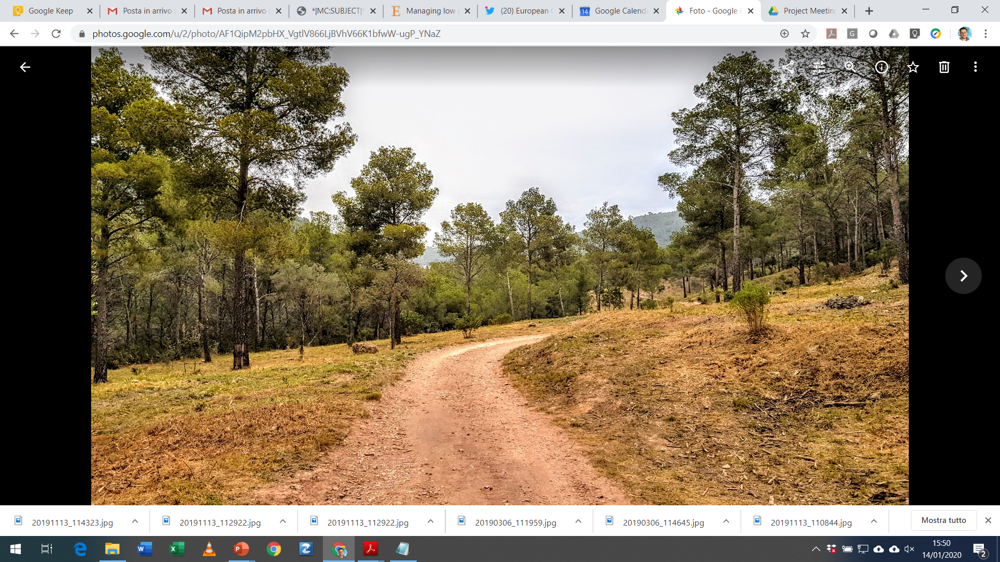 Google Keep
Posta in arrivo
Posta in arrivo
*|MC:SUBJECT|*
Managing low
(20) European
Google Calend
Foto - Google
Project Meeting
photos.google.com/u/2/photo/AF1QipM2pbHX_VgtlV866LjBVhV66K1bfwW-ugP_YNaZ
20191113_114323.jpg
20191113_112922.jpg
20191113_112922.jpg
20190306_111959.jpg
20190306_114645.jpg
20191113_110844.jpg
Mostra tutto
15:50
14/01/2020
2